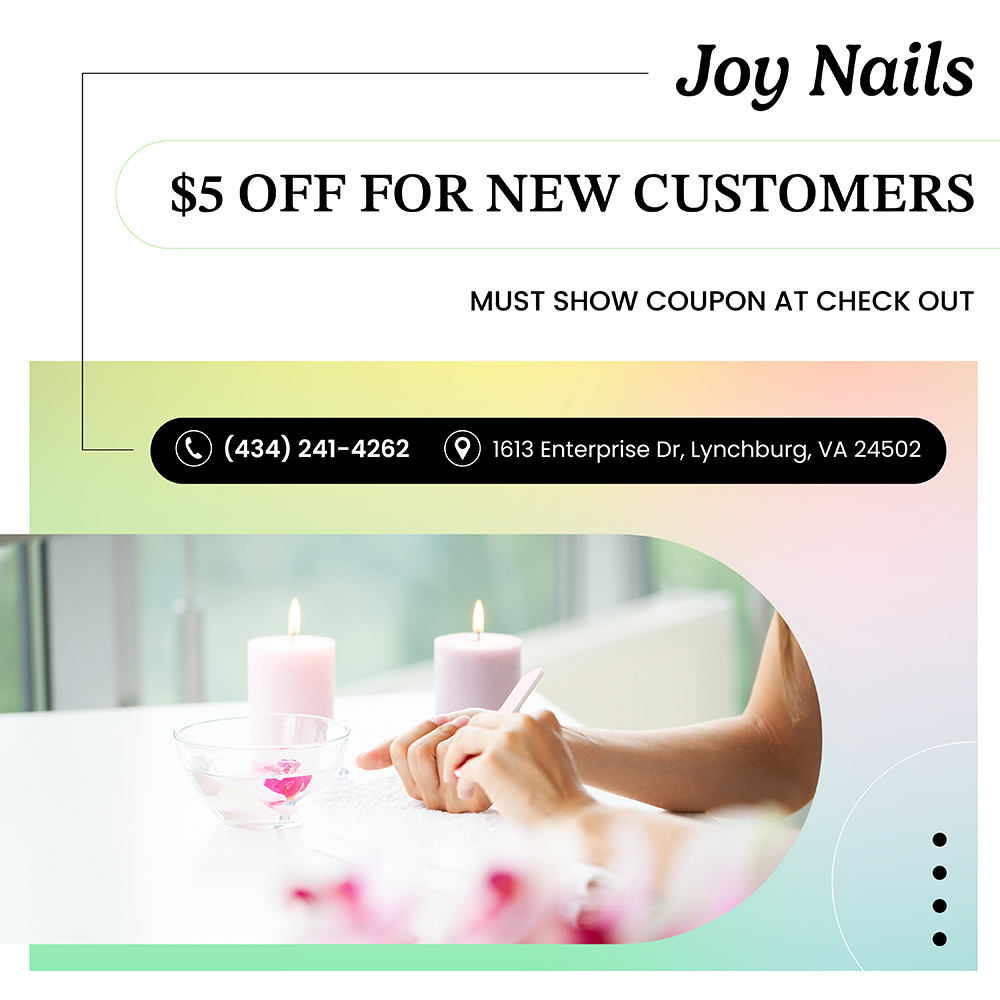 Joy Nails
$5 OFF FOR NEW CUSTOMERS
MUST SHOW COUPON AT CHECK OUT
(434) 241-4262 1613 Enterprise Dr, Lynchburg, VA 24502